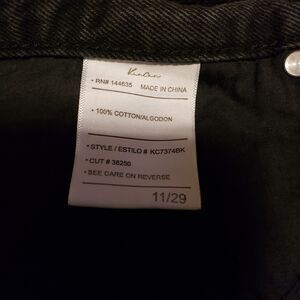 KanCan
• RN# 144635 MADE IN CHINA
• 100% COTTON/ALGODON
• STYLE / ESTILO # KC7374BK
• CUT # 38250
• SEE CARE ON REVERSE
11/29